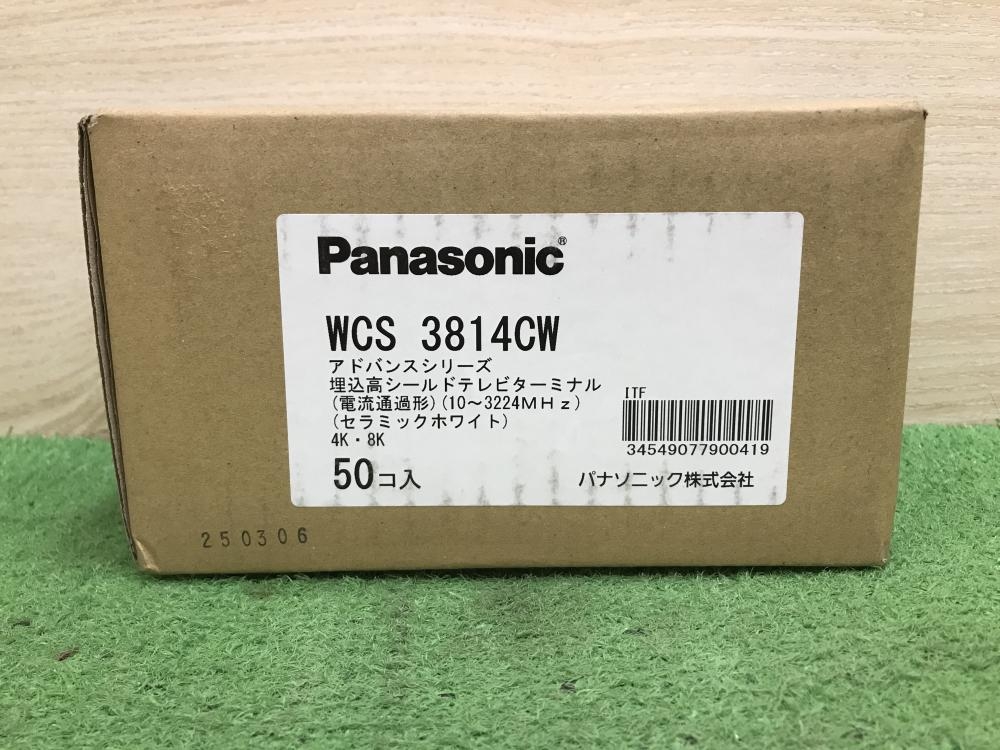 Panasonic®
WCS 3814CW
アドバンスシリーズ
埋込高シールドテレビターミナル
(電流通過形)(10～3224MHz)
(セラミックホワイト)
4K・8K
50コ入
ITF
34549077900419
パナソニック株式会社
250306